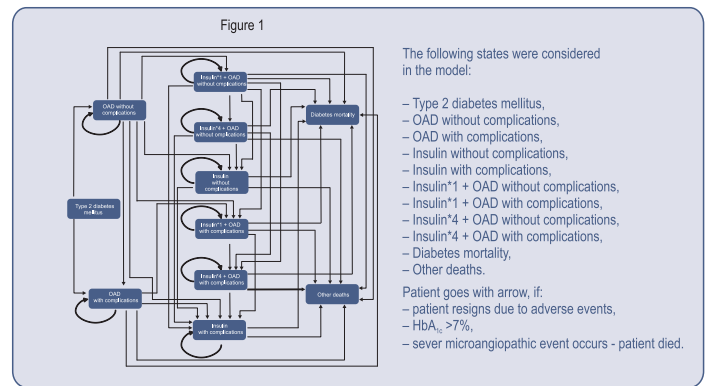 Figure 1
Insulin*1 + OAD
without complications
OAD without
complications
Diabetes mortality
Insulin*4 + OAD
without complications
Insulin
without
complications
Type 2 diabetes
mellitus
Insulin*1 + OAD
with complications
Insulin*4 + OAD
with complications
OAD
with complications
Other deaths
Insulin
with complications
The following states were considered
in the model:
– Type 2 diabetes mellitus,
– OAD without complications,
– OAD with complications,
– Insulin without complications,
– Insulin with complications,
– Insulin*1 + OAD without complications,
– Insulin*1 + OAD with complications,
– Insulin*4 + OAD without complications,
– Insulin*4 + OAD with complications,
– Diabetes mortality,
– Other deaths.
Patient goes with arrow, if:
– patient resigns due to adverse events,
– HbA1c >7%,
– sever microangiopathic event occurs - patient died.